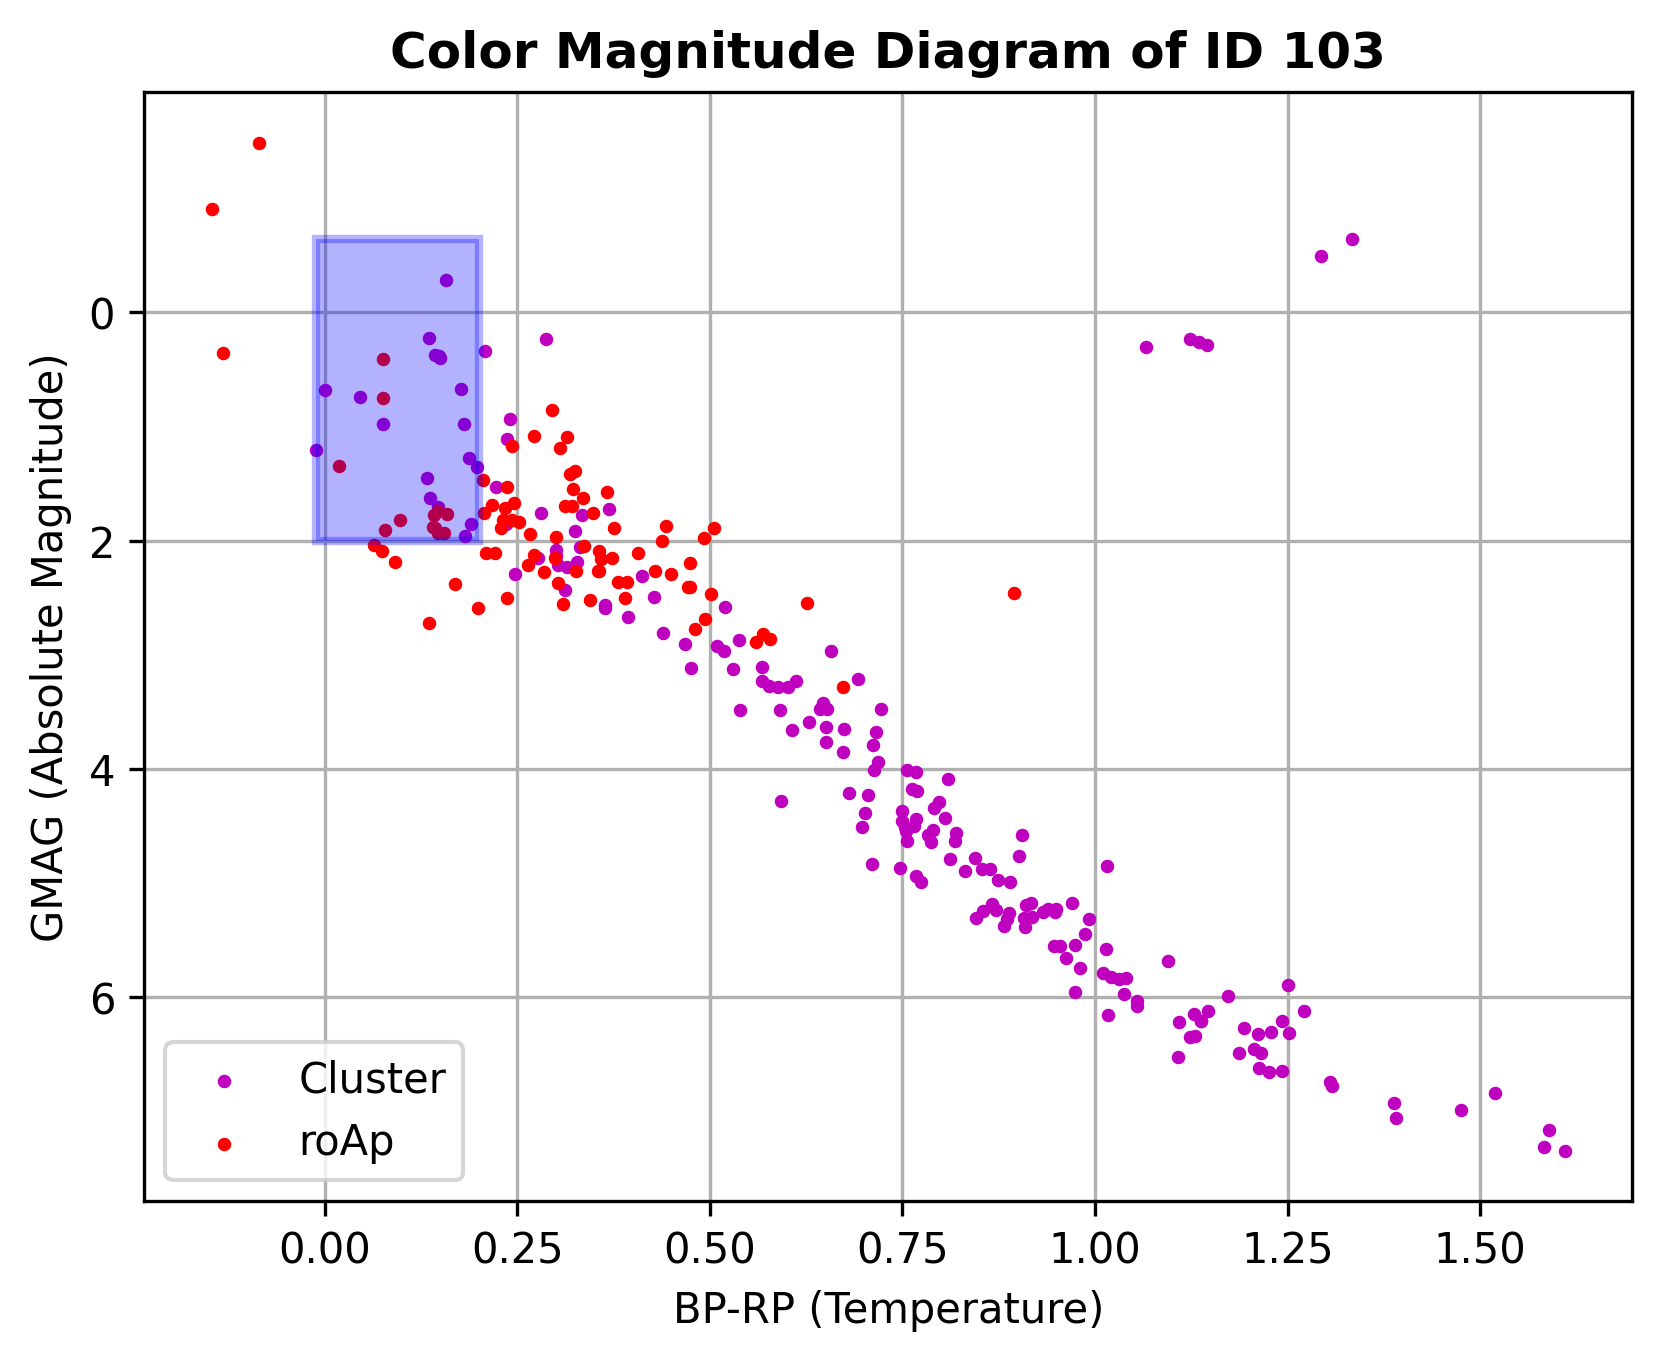 Color Magnitude Diagram of ID 103
GMAG (Absolute Magnitude)
0
2
4
6
Cluster
roAp
0.00 0.25 0.50 0.75 1.00 1.25 1.50
BP-RP (Temperature)